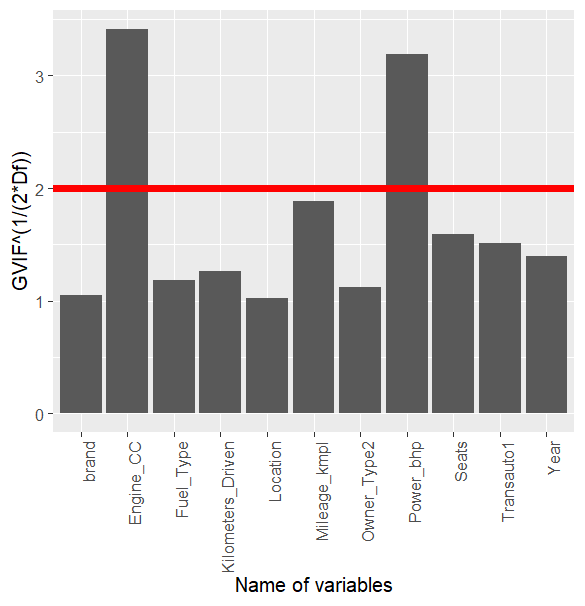 GVIF^(1/(2*Df))
3
2
1
0
brand
Engine_CC
Fuel_Type
Kilometers_Driven
Location
Mileage_kmpl
Owner_Type2
Power_bhp
Seats
Transauto1
Year
Name of variables